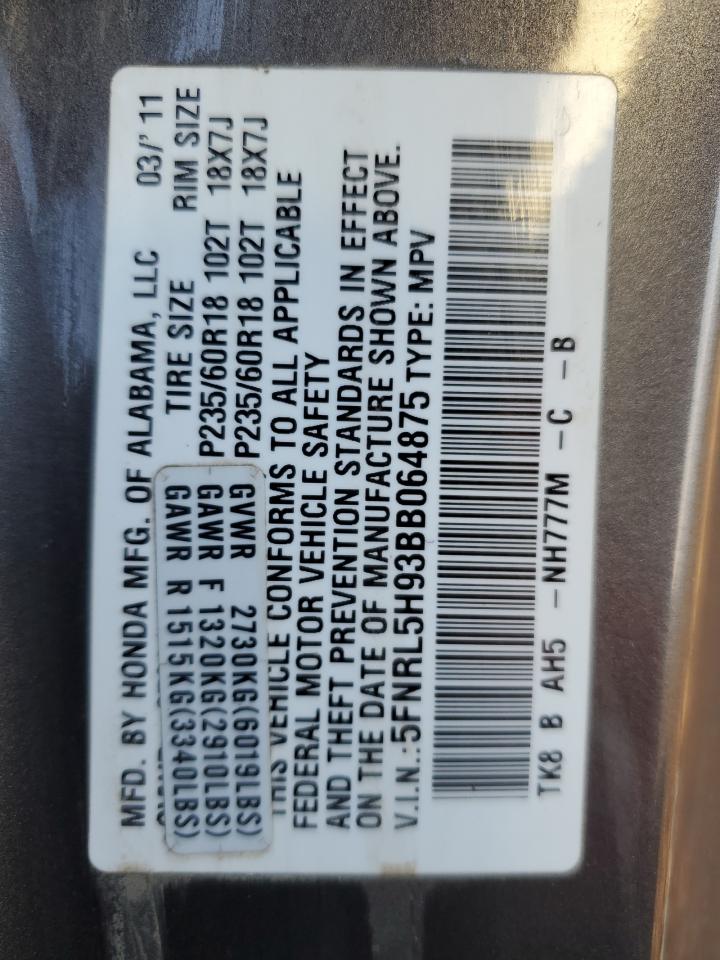 MFD. BY HONDA MFG. OF ALABAMA, LLC 03/'11
TIRE SIZE RIM SIZE
P235/60R18 102T 18X7J
P235/60R18 102T 18X7J
GVWR 2730KG(6019LBS)
GAWR F 1320KG(2910LBS)
GAWR R 1515KG(3340LBS)
THIS VEHICLE CONFORMS TO ALL APPLICABLE
FEDERAL MOTOR VEHICLE SAFETY
AND THEFT PREVENTION STANDARDS IN EFFECT
ON THE DATE OF MANUFACTURE SHOWN ABOVE.
V.I.N.:5FNRL5H93BB064875 TYPE: MPV
TK8 B AH5 -NH777M -C -B